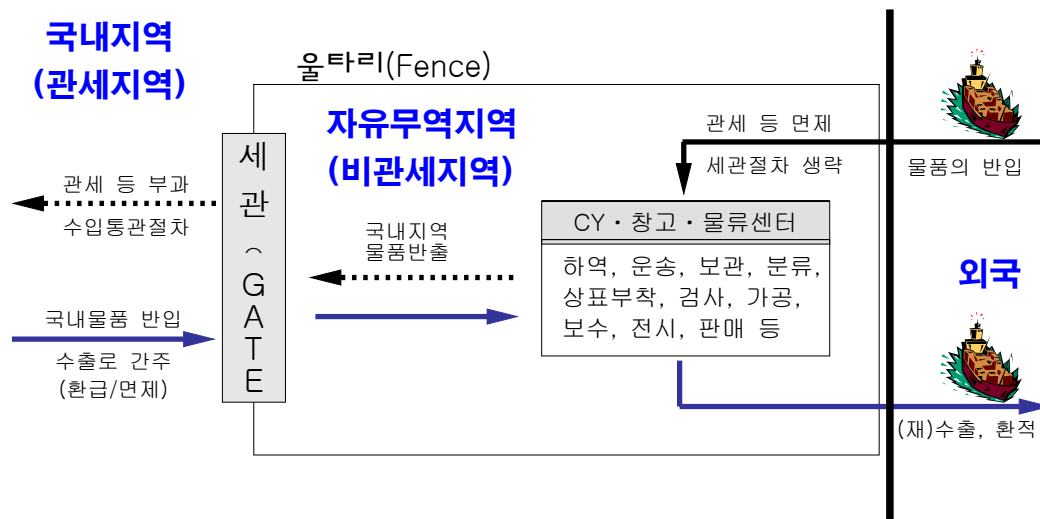 국내지역
(관세지역)
울타리(Fence)
자유무역지역
(비관세지역)
관세 등 면제
세관절차 생략
물품의 반입
세관(GATE
관세 등 부과
수입통관절차
국내지역
물품반출
CY・창고・물류센터
하역, 운송, 보관, 분류,
상표부착, 검사, 가공,
보수, 전시, 판매 등
외국
국내물품 반입
수출로 간주
(환급/면제)
(재)수출, 환적